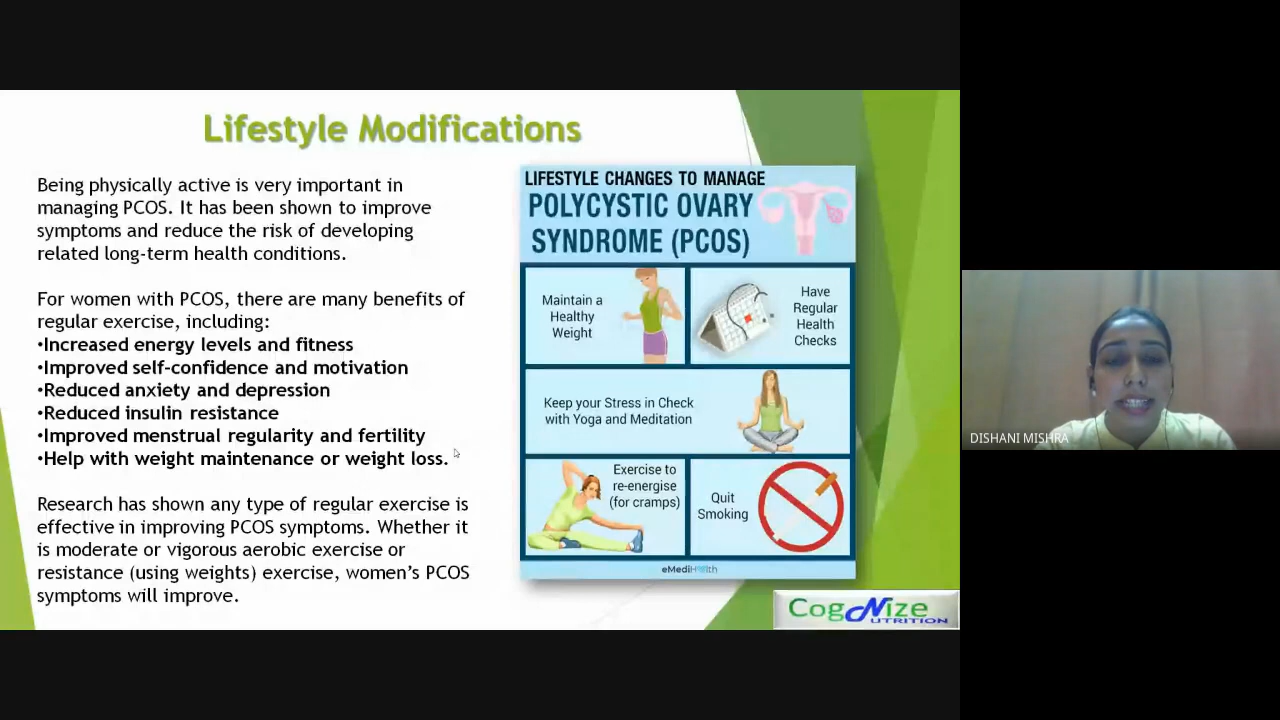 Lifestyle Modifications
Being physically active is very important in
managing PCOS. It has been shown to improve
symptoms and reduce the risk of developing
related long-term health conditions.
For women with PCOS, there are many benefits of
regular exercise, including:
•Increased energy levels and fitness
•Improved self-confidence and motivation
•Reduced anxiety and depression
•Reduced insulin resistance
•Improved menstrual regularity and fertility
•Help with weight maintenance or weight loss.
Research has shown any type of regular exercise is
effective in improving PCOS symptoms. Whether it
is moderate or vigorous aerobic exercise or
resistance (using weights) exercise, women’s PCOS
symptoms will improve.
LIFESTYLE CHANGES TO MANAGE
POLYCYSTIC OVARY
SYNDROME (PCOS)
Maintain a
Healthy
Weight
Have
Regular
Health
Checks
Keep your Stress in Check
with Yoga and Meditation
Exercise to
re-energise
(for cramps)
Quit
Smoking
eMediHealth
CogNize
NUTRITION
DISHANI MISHRA